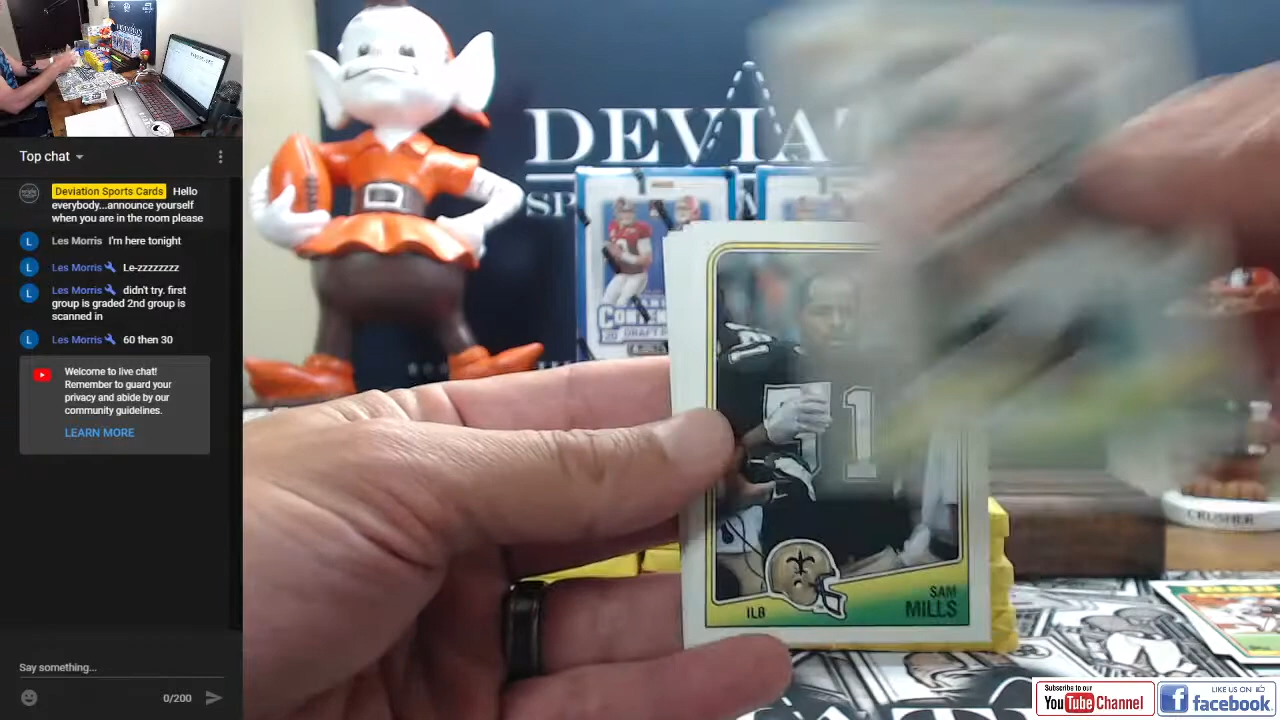 Top chat
Deviation Sports Cards Hello
everybody...announce yourself
when you are in the room please
Les Morris I'm here tonight
Les Morris Le-zzzzzzzz
Les Morris didn't try. first
group is graded 2nd group is
scanned in
Les Morris 60 then 30
Welcome to live chat!
Remember to guard your
privacy and abide by our
community guidelines.
LEARN MORE
Say something...
0/200
DEVIAT
SP
51
ILB
SAM
MILLS
CRUSHER
Subscribe to our
YouTube Channel
LIKE US ON
facebook